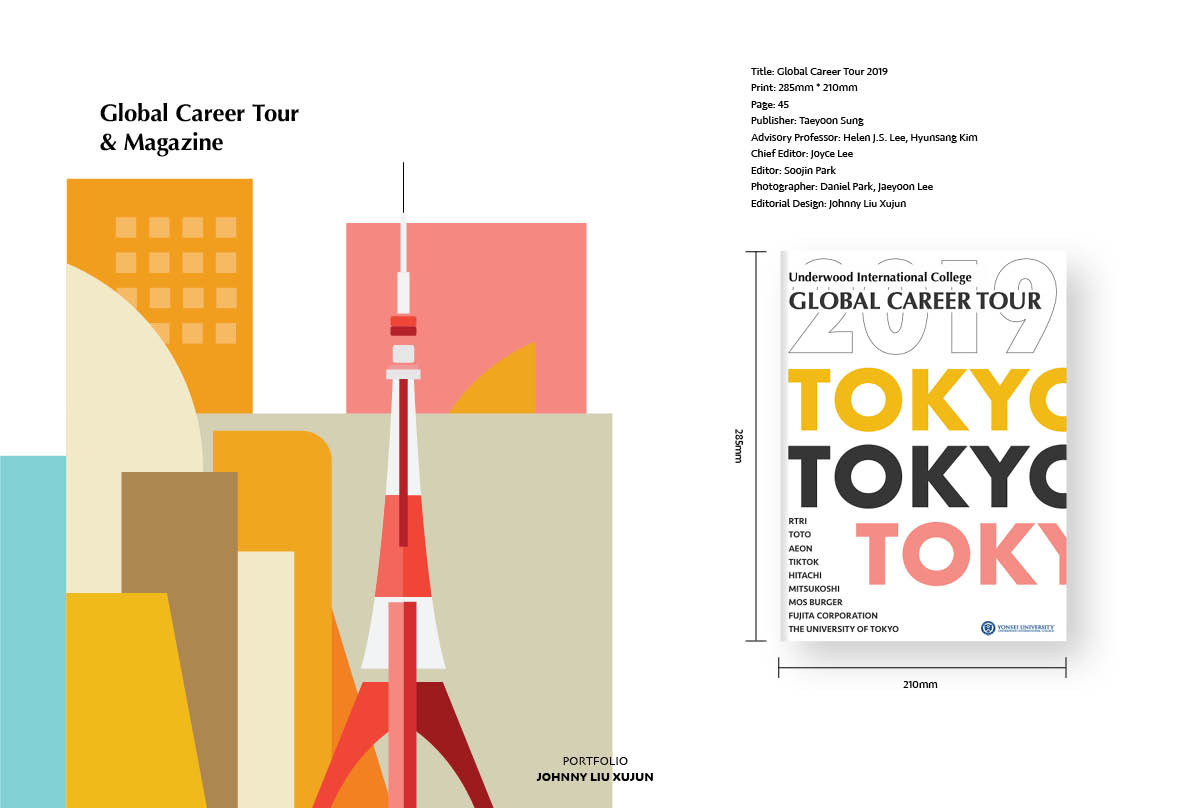 Global Career Tour
& Magazine
Title: Global Career Tour 2019
Print: 285mm * 210mm
Page: 45
Publisher: Taeyoon Sung
Advisory Professor: Helen J.S. Lee, Hyunsang Kim
Chief Editor: Joyce Lee
Editor: Soojin Park
Photographer: Daniel Park, Jaeyoon Lee
Editorial Design: Johnny Liu Xujun
2019
Underwood International College
GLOBAL CAREER TOUR
TOKYO
TOKYO
TOKY
RTRI
TOTO
AEON
TIKTOK
HITACHI
MITSUKOSHI
MOS BURGER
FUJITA CORPORATION
THE UNIVERSITY OF TOKYO
YONSEI UNIVERSITY
285mm
210mm
PORTFOLIO
JOHNNY LIU XUJUN